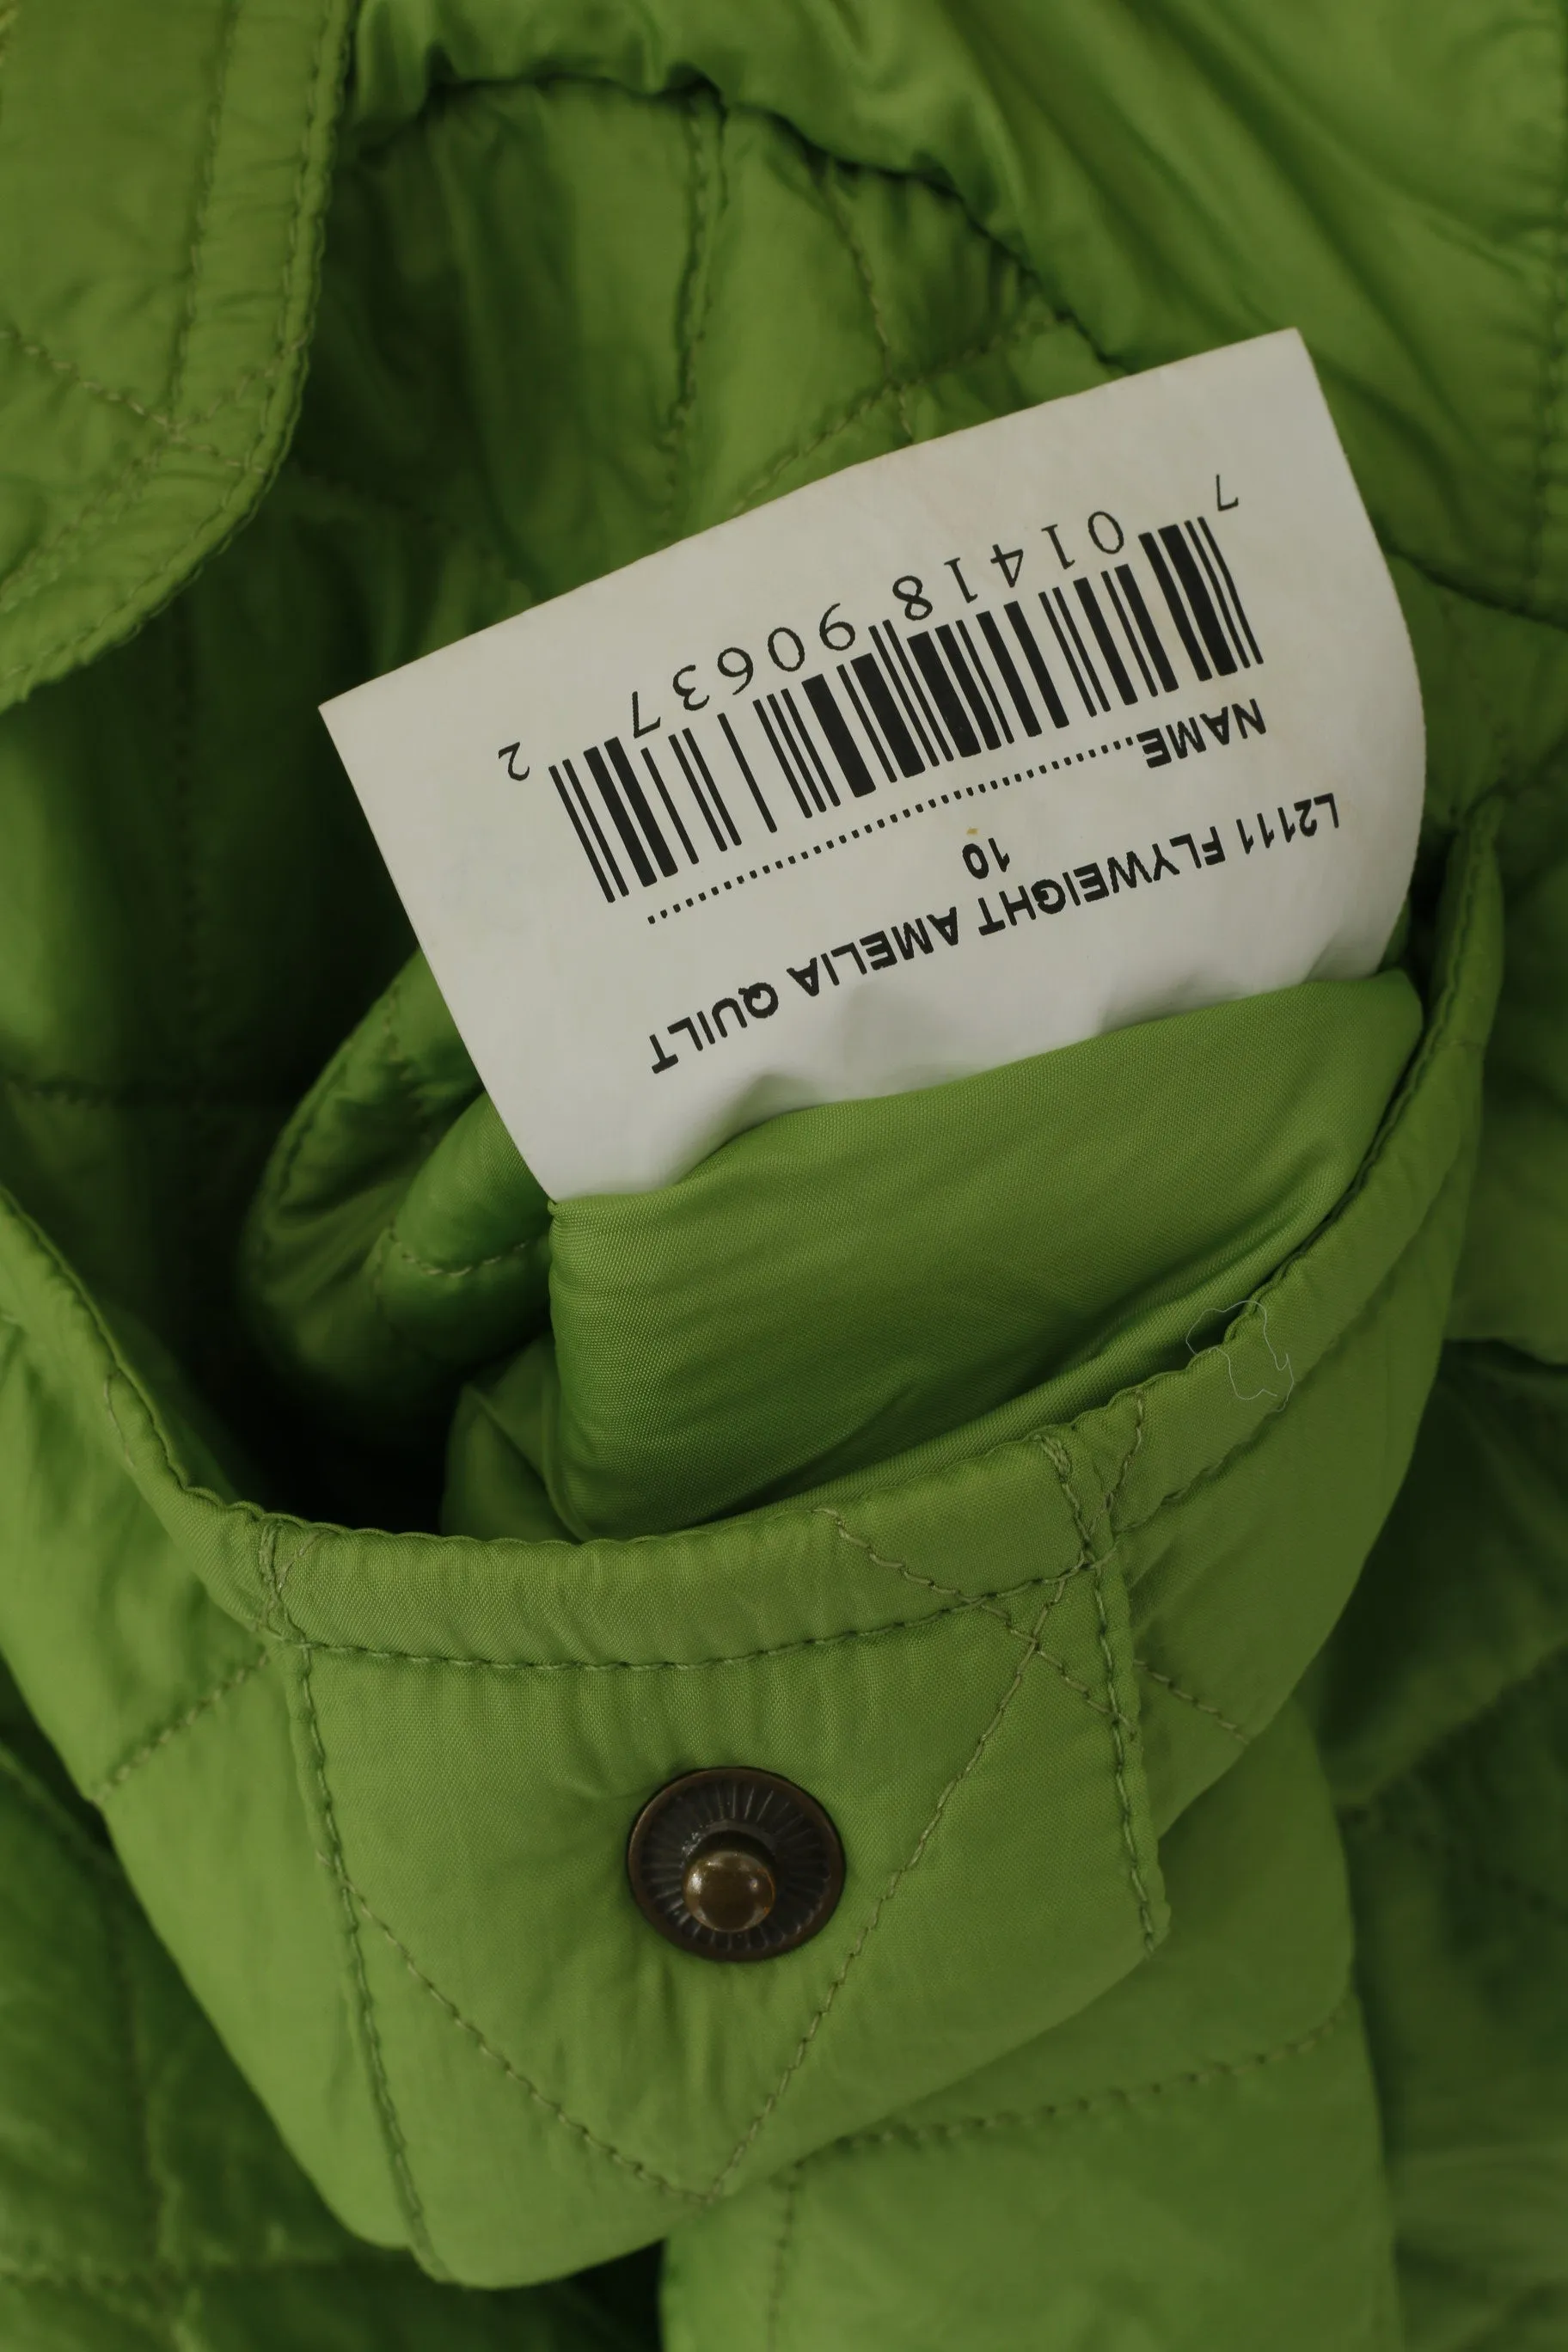 L2111 FLYWEIGHT AMELIA QUILT
10
NAME.......................................
7 01418 90637 2